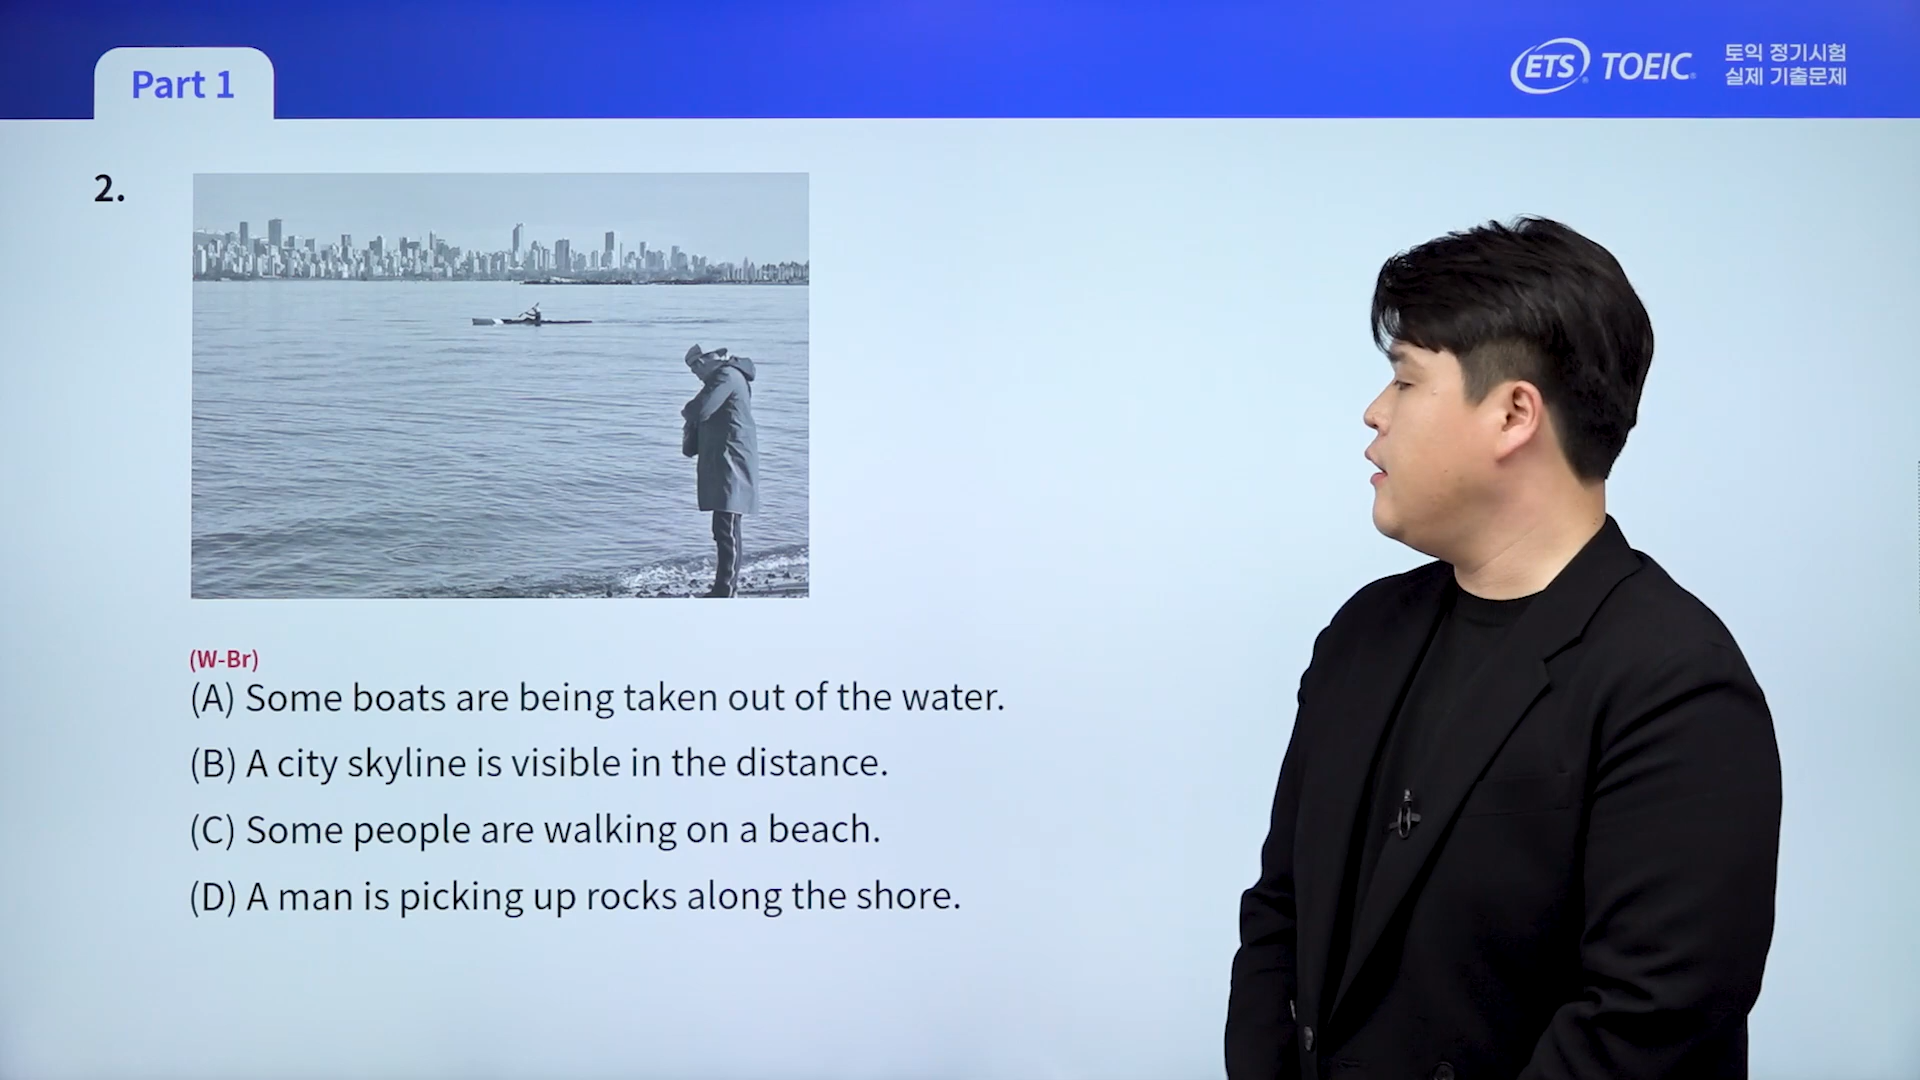 Part 1
ETS TOEIC
토익 정기시험
실제 기출문제
2.
(W-Br)
(A) Some boats are being taken out of the water.
(B) A city skyline is visible in the distance.
(C) Some people are walking on a beach.
(D) A man is picking up rocks along the shore.